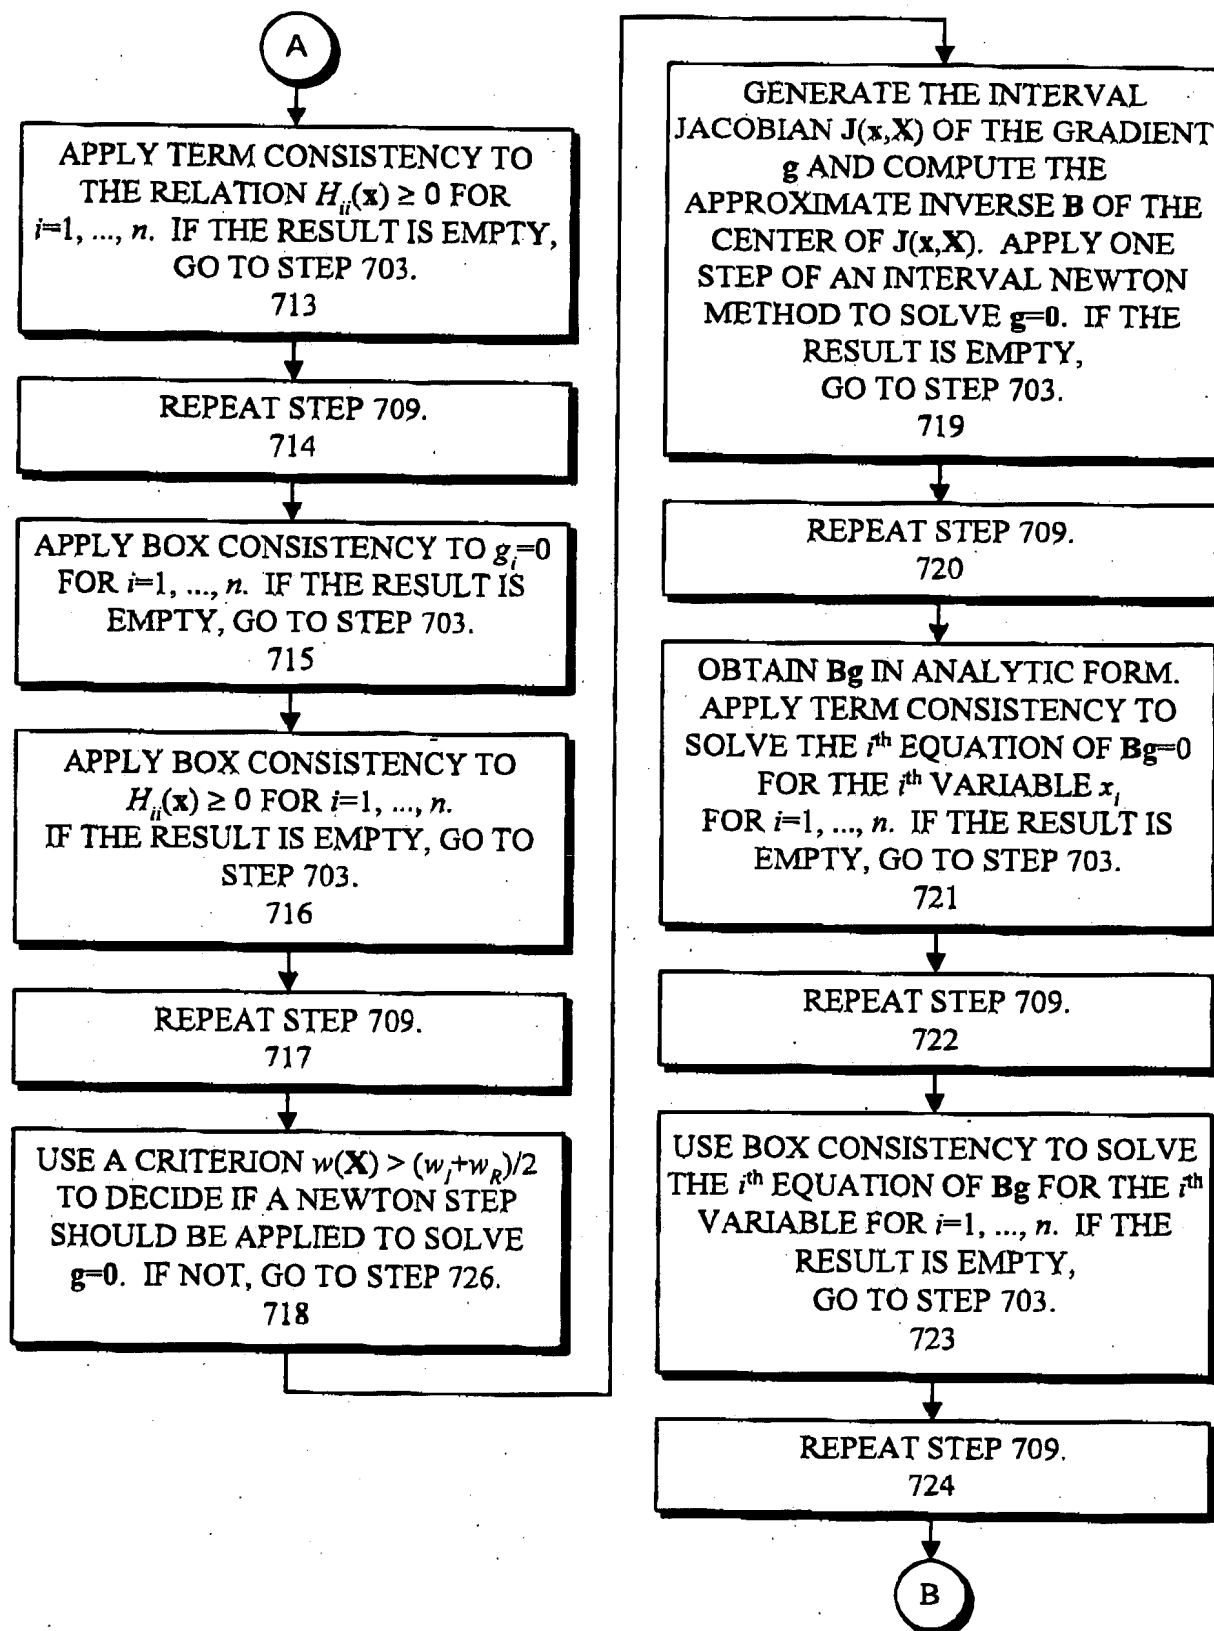 A
APPLY TERM CONSISTENCY TO
THE RELATION H_ii(x) ≥ 0 FOR
i=1, ..., n. IF THE RESULT IS EMPTY,
GO TO STEP 703.
713
REPEAT STEP 709.
714
APPLY BOX CONSISTENCY TO g_i=0
FOR i=1, ..., n. IF THE RESULT IS
EMPTY, GO TO STEP 703.
715
APPLY BOX CONSISTENCY TO
H_ii(x) ≥ 0 FOR i=1, ..., n.
IF THE RESULT IS EMPTY, GO TO
STEP 703.
716
REPEAT STEP 709.
717
USE A CRITERION w(X) > (w_I+w_R)/2
TO DECIDE IF A NEWTON STEP
SHOULD BE APPLIED TO SOLVE
g=0. IF NOT, GO TO STEP 726.
718
GENERATE THE INTERVAL
JACOBIAN J(x,X) OF THE GRADIENT
g AND COMPUTE THE
APPROXIMATE INVERSE B OF THE
CENTER OF J(x,X). APPLY ONE
STEP OF AN INTERVAL NEWTON
METHOD TO SOLVE g=0. IF THE
RESULT IS EMPTY,
GO TO STEP 703.
719
REPEAT STEP 709.
720
OBTAIN Bg IN ANALYTIC FORM.
APPLY TERM CONSISTENCY TO
SOLVE THE i^th EQUATION OF Bg=0
FOR THE i^th VARIABLE x_i
FOR i=1, ..., n. IF THE RESULT IS
EMPTY, GO TO STEP 703.
721
REPEAT STEP 709.
722
USE BOX CONSISTENCY TO SOLVE
THE i^th EQUATION OF Bg FOR THE i^th
VARIABLE FOR i=1, ..., n. IF THE
RESULT IS EMPTY,
GO TO STEP 703.
723
REPEAT STEP 709.
724
B